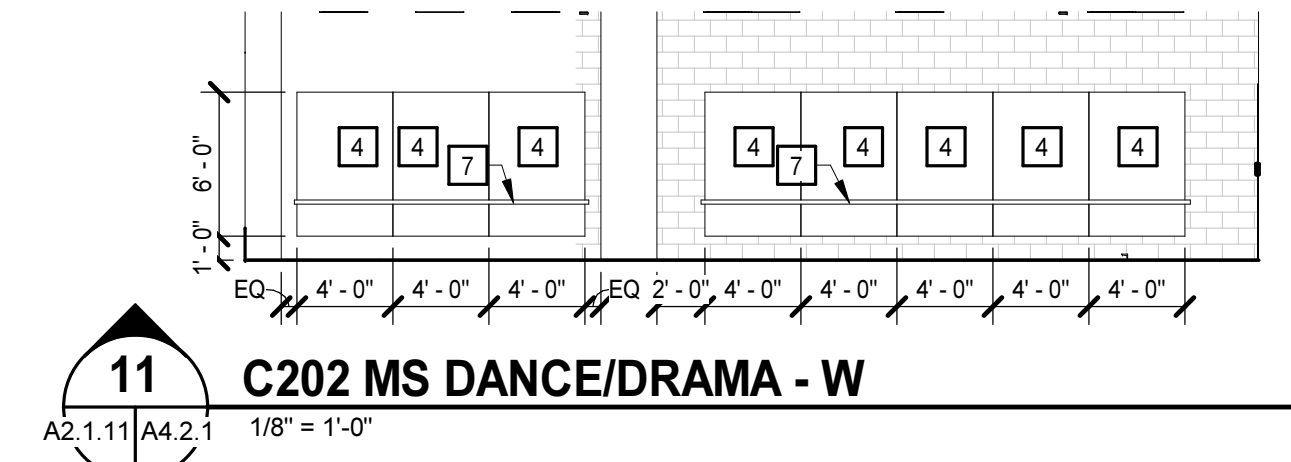 4 4 7 4
4 7 4 4 4 4
6' - 0"
1' - 0"
EQ 4' - 0" 4' - 0" 4' - 0" EQ 2' - 0" 4' - 0" 4' - 0" 4' - 0" 4' - 0" 4' - 0"
11
C202 MS DANCE/DRAMA - W
A2.1.11 A4.2.1
1/8" = 1'-0"